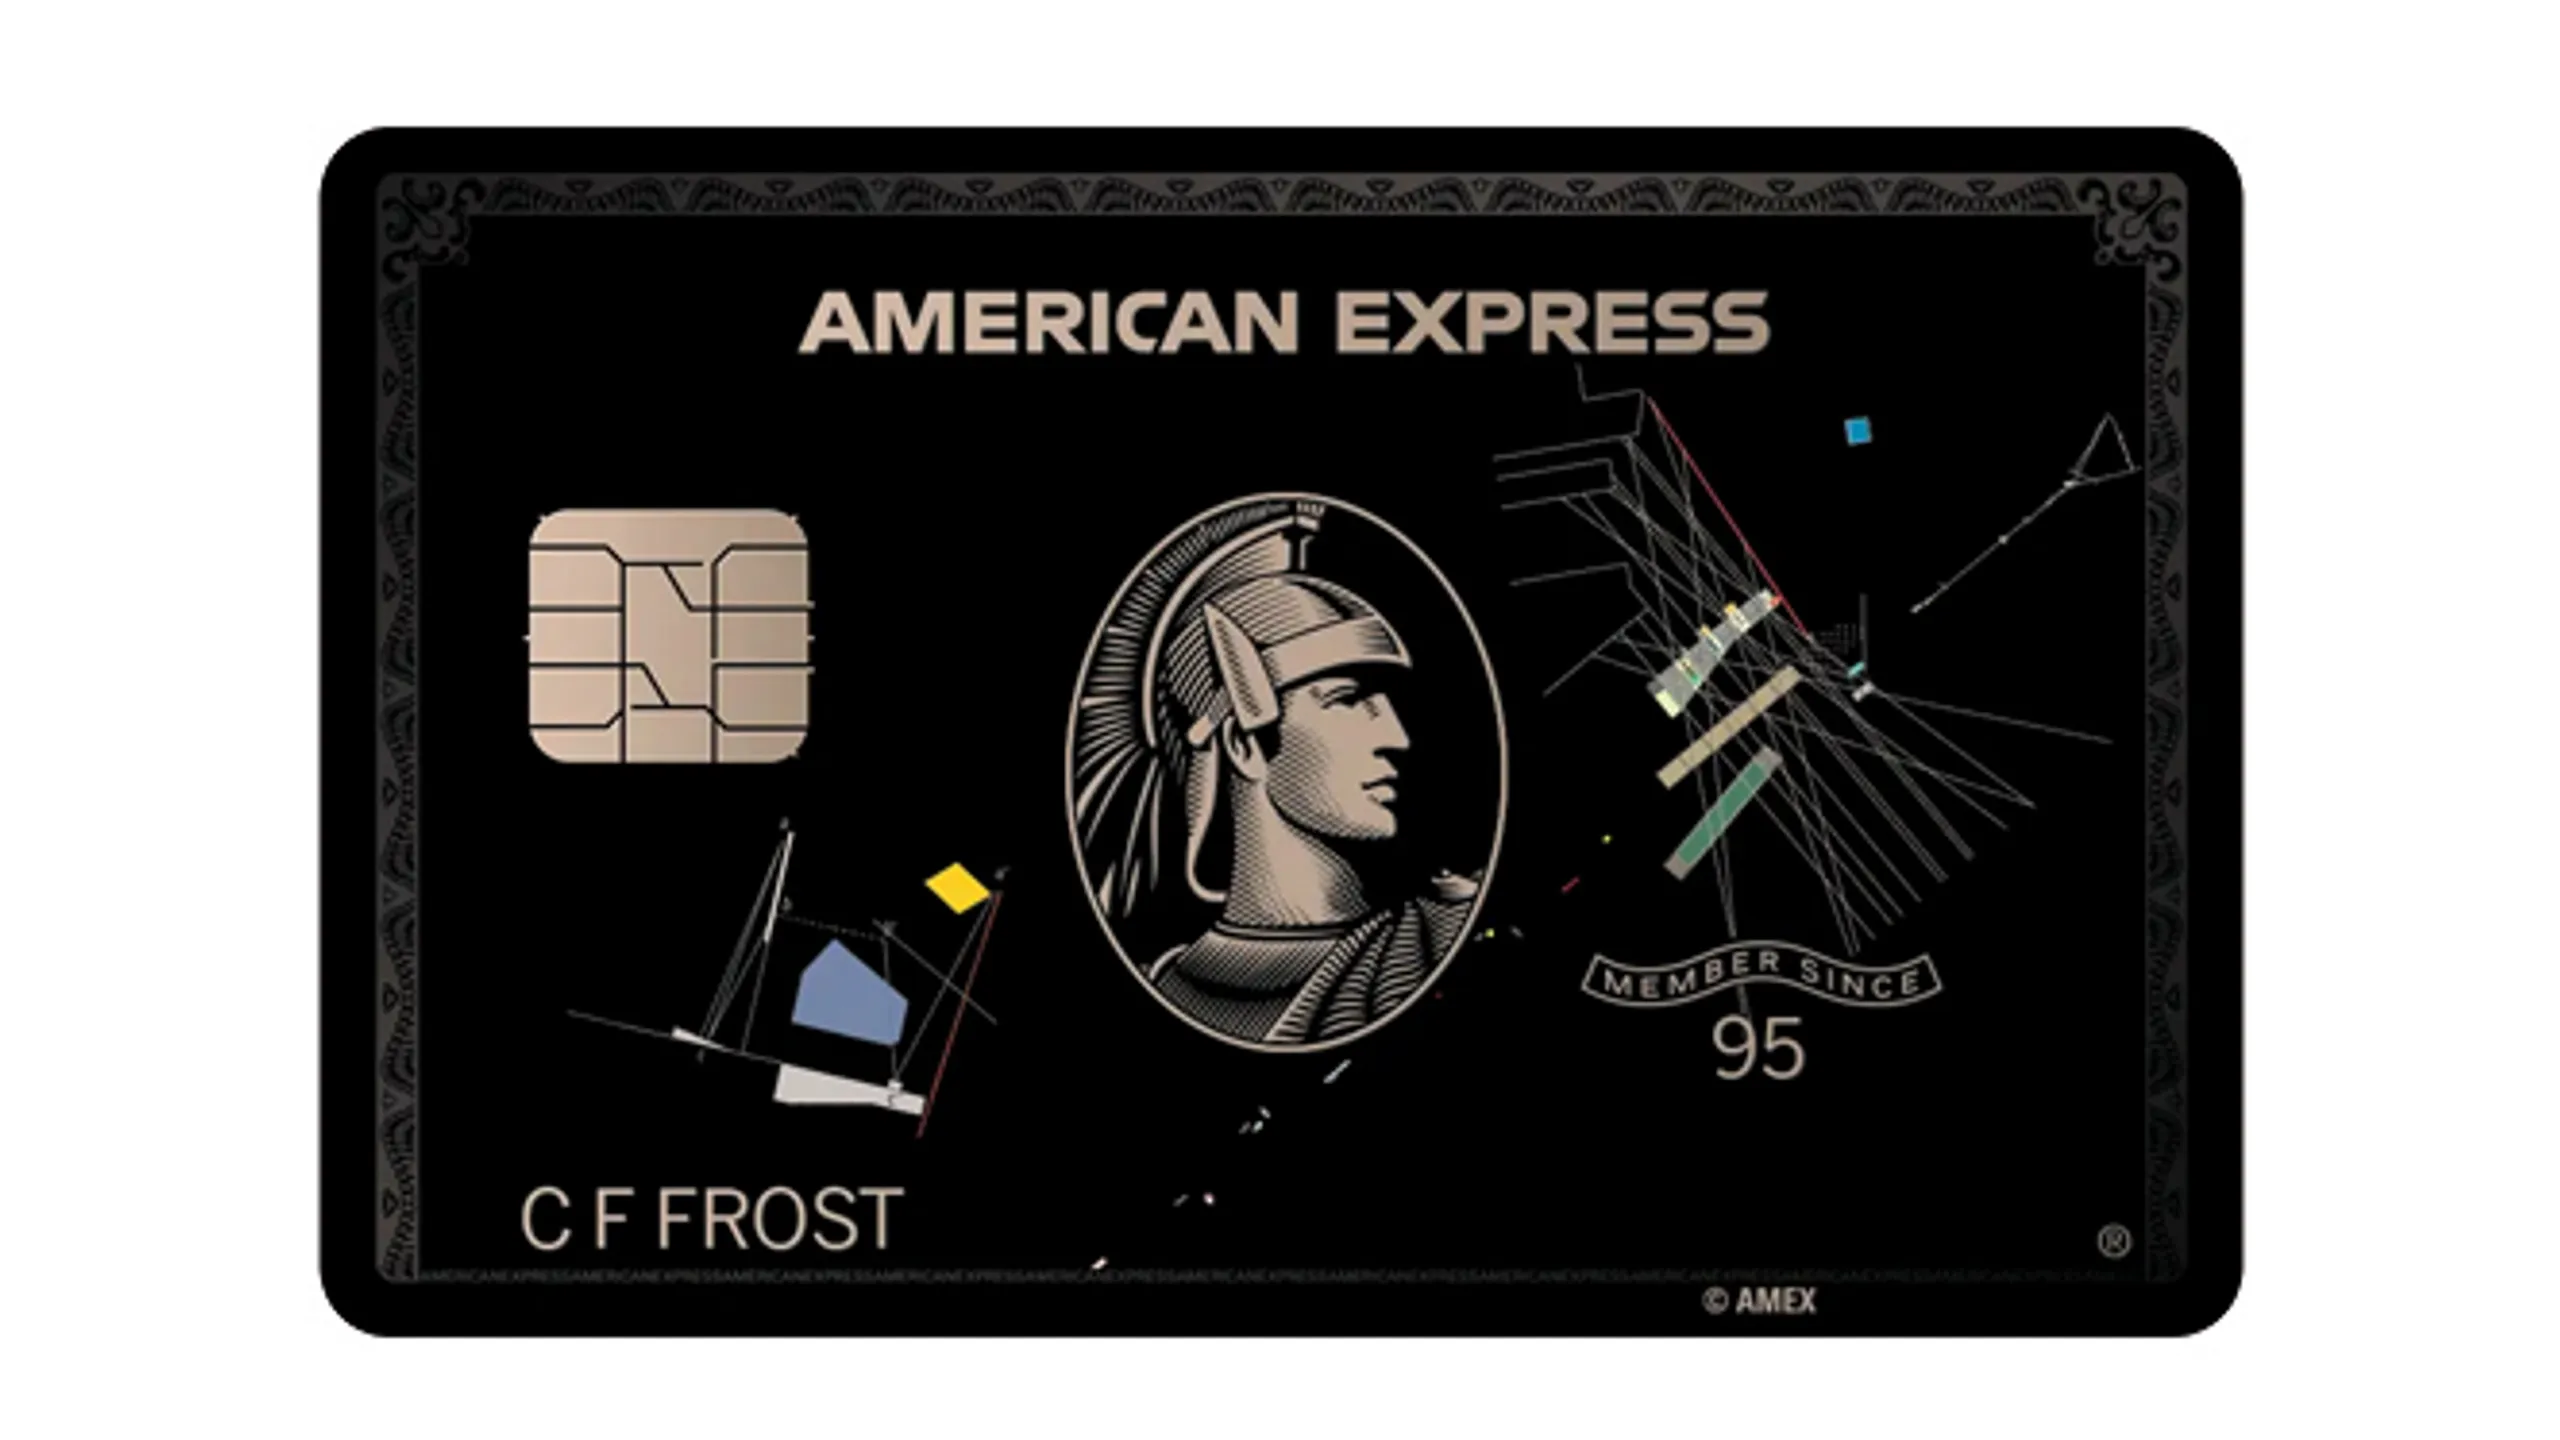 AMERICAN EXPRESS
MEMBER SINCE
95
C F FROST
®
© AMEX